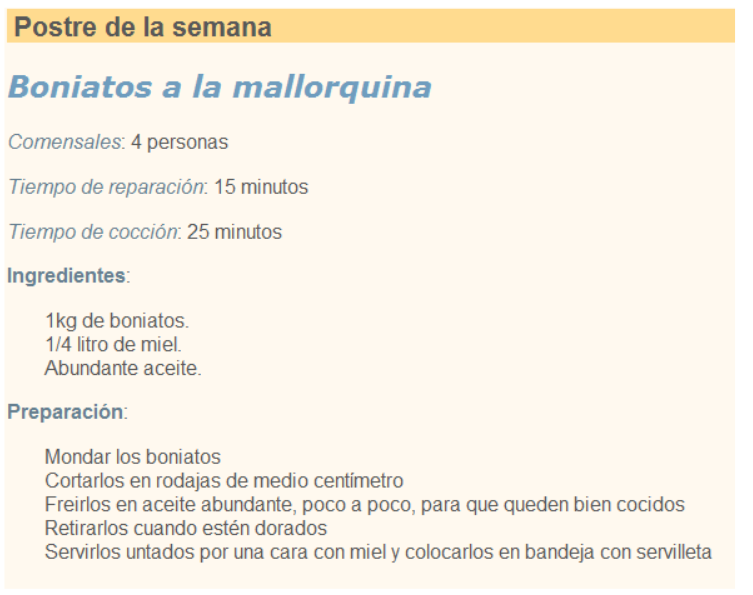 Postre de la semana
Boniatos a la mallorquina
Comensales: 4 personas
Tiempo de reparación: 15 minutos
Tiempo de cocción: 25 minutos
Ingredientes:
1kg de boniatos.
1/4 litro de miel.
Abundante aceite.
Preparación:
Mondar los boniatos
Cortarlos en rodajas de medio centímetro
Freirlos en aceite abundante, poco a poco, para que queden bien cocidos
Retirarlos cuando estén dorados
Servirlos untados por una cara con miel y colocarlos en bandeja con servilleta